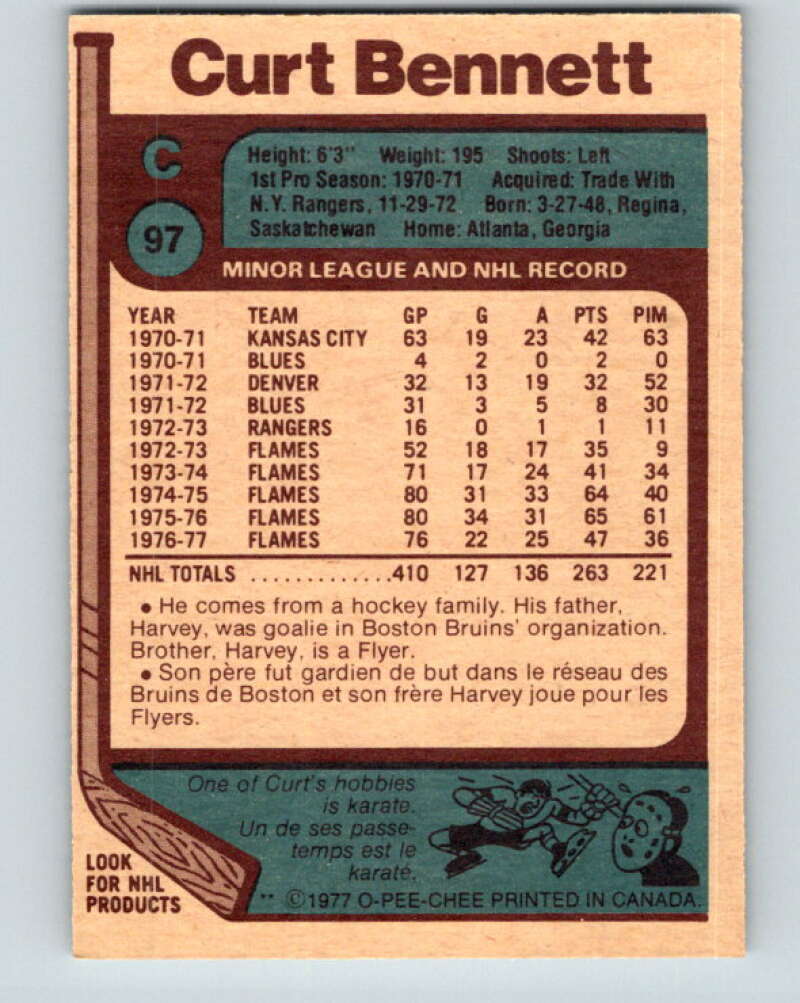 Curt Bennett
C
97
Height: 6'3" Weight: 195 Shoots: Left
1st Pro Season: 1970-71 Acquired: Trade With
N.Y. Rangers, 11-29-72 Born: 3-27-48, Regina,
Saskatchewan Home: Atlanta, Georgia
MINOR LEAGUE AND NHL RECORD
YEAR TEAM GP G A PTS PIM
1970-71 KANSAS CITY 63 19 23 42 63
1970-71 BLUES 4 2 0 2 0
1971-72 DENVER 32 13 19 32 52
1971-72 BLUES 31 3 5 8 30
1972-73 RANGERS 16 0 1 1 11
1972-73 FLAMES 52 18 17 35 9
1973-74 FLAMES 71 17 24 41 34
1974-75 FLAMES 80 31 33 64 40
1975-76 FLAMES 80 34 31 65 61
1976-77 FLAMES 76 22 25 47 36
NHL TOTALS .............410 127 136 263 221
• He comes from a hockey family. His father,
Harvey, was goalie in Boston Bruins' organization.
Brother, Harvey, is a Flyer.
• Son père fut gardien de but dans le réseau des
Bruins de Boston et son frère Harvey joue pour les
Flyers.
One of Curt's hobbies
is karate.
Un de ses passe-
temps est le
karate.
LOOK
FOR NHL
PRODUCTS
** ©1977 O-PEE-CHEE PRINTED IN CANADA.